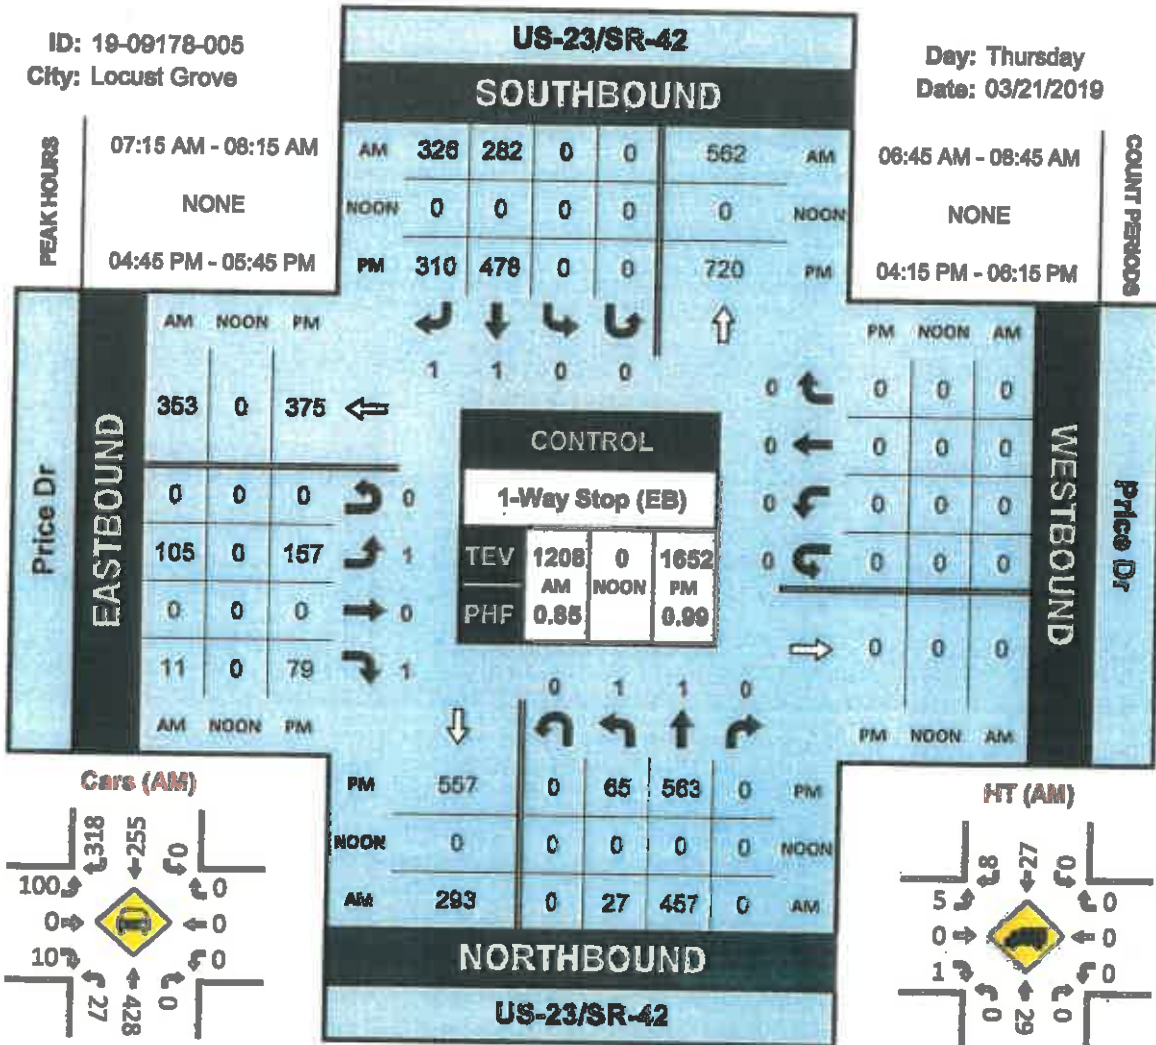 ID: 19-09178-005
City: Locust Grove
US-23/SR-42
SOUTHBOUND
Day: Thursday
Date: 03/21/2019
PEAK HOURS
07:15 AM - 08:15 AM
NONE
04:45 PM - 05:45 PM
AM 326 282 0 0 562 AM
NOON 0 0 0 0 0 NOON
PM 310 478 0 0 720 PM
06:45 AM - 08:45 AM
NONE
04:15 PM - 06:15 PM
COUNT PERIODS
1 1 0 0
Price Dr
EASTBOUND
AM NOON PM
353 0 375
0 0 0 0
105 0 157 1
0 0 0 0
11 0 79 1
AM NOON PM
CONTROL
1-Way Stop (EB)
TEV 1208 0 1652
AM NOON PM
PHF 0.85 0.99
PM NOON AM
0 0 0 0
0 0 0 0
0 0 0 0
0 0 0 0
0 0 0
PM NOON AM
WESTBOUND
Price Dr
0 1 1 0
PM 557 0 65 563 0 PM
NOON 0 0 0 0 0 NOON
AM 293 0 27 457 0 AM
NORTHBOUND
US-23/SR-42
Cars (AM)
318 255 0
100 0
0 0
10 0
27 428 0
HT (AM)
8 27 0
5 0
0 0
1 0
0 29 0